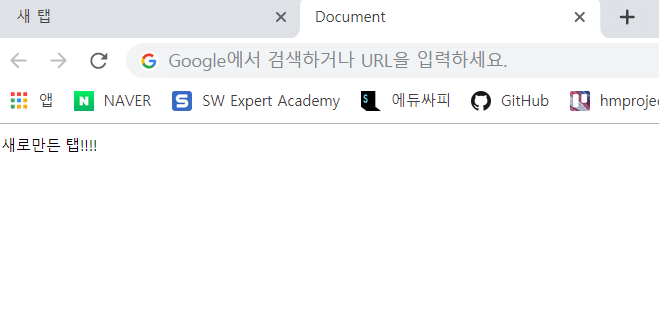 새 탭
Document
Google에서 검색하거나 URL을 입력하세요.
앱 NAVER SW Expert Academy 에듀싸피 GitHub hmprojec
새로만든 탭!!!!